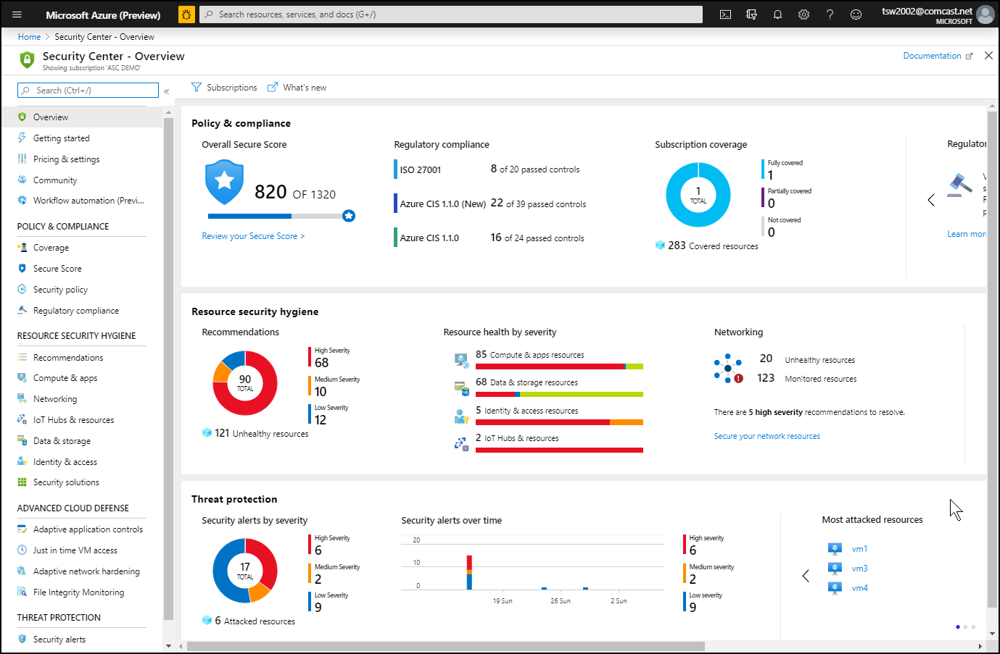 Microsoft Azure (Preview)
Search resources, services, and docs (G+/)
tsw2002@comcast.net
MICROSOFT
Home > Security Center - Overview
Security Center - Overview
Showing subscription 'ASC DEMO'
Documentation
Search (Ctrl+/)
«
Overview
Getting started
Pricing & settings
Community
Workflow automation (Previ...
POLICY & COMPLIANCE
Coverage
Secure Score
Security policy
Regulatory compliance
RESOURCE SECURITY HYGIENE
Recommendations
Compute & apps
Networking
IoT Hubs & resources
Data & storage
Identity & access
Security solutions
ADVANCED CLOUD DEFENSE
Adaptive application controls
Just in time VM access
Adaptive network hardening
File Integrity Monitoring
THREAT PROTECTION
Security alerts
Subscriptions
What's new
Policy & compliance
Overall Secure Score
820 OF 1320
Review your Secure Score >
Regulatory compliance
ISO 27001 8 of 20 passed controls
Azure CIS 1.1.0 (New) 22 of 39 passed controls
Azure CIS 1.1.0 16 of 24 passed controls
Subscription coverage
1
TOTAL
Fully covered
1
Partially covered
0
Not covered
0
283 Covered resources
Regulator
Learn more
Resource security hygiene
Recommendations
90
TOTAL
High Severity
68
Medium Severity
10
Low Severity
12
121 Unhealthy resources
Resource health by severity
85 Compute & apps resources
68 Data & storage resources
5 Identity & access resources
2 IoT Hubs & resources
Networking
20 Unhealthy resources
123 Monitored resources
There are 5 high severity recommendations to resolve.
Secure your network resources
Threat protection
Security alerts by severity
17
TOTAL
High Severity
6
Medium Severity
2
Low Severity
9
6 Attacked resources
Security alerts over time
20
10
0
19 Sun
26 Sun
2 Sun
High severity
6
Medium severity
2
Low severity
9
Most attacked resources
vm1
vm3
vm4